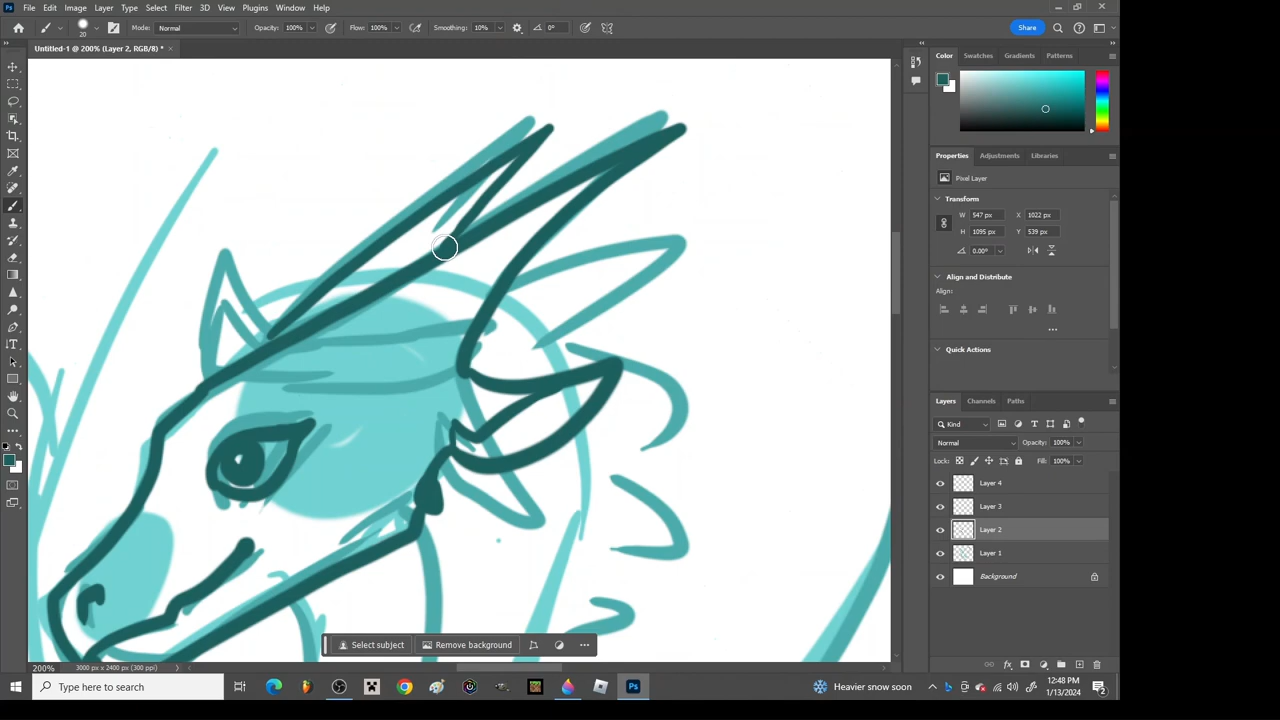 Ps File Edit Image Layer Type Select Filter 3D View Plugins Window Help
20 Mode: Normal Opacity: 100% Flow: 100% Smoothing: 10% 0° Share
Untitled-1 @ 200% (Layer 2, RGB/8) * ×
Color Swatches Gradients Patterns
Properties Adjustments Libraries
Pixel Layer
Transform
W 547 px X 1022 px
H 1095 px Y 539 px
0.00°
Align and Distribute
Align:
Quick Actions
Layers Channels Paths
Kind
Normal Opacity: 100%
Lock: Fill: 100%
Layer 4
Layer 3
Layer 2
Layer 1
Background
Select subject Remove background
200% 3000 px x 2400 px (300 ppi)
Type here to search Ps Heavier snow soon 12:48 PM
1/13/2024 2